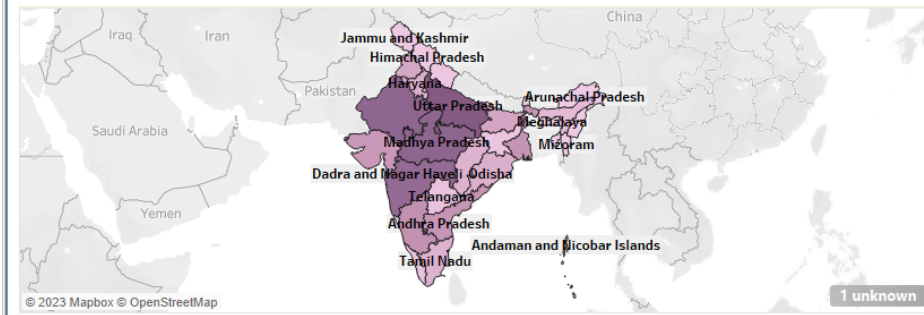 China
Iraq
Iran
Jammu and Kashmir
Himachal Pradesh
Pakistan
Haryana
Uttar Pradesh
Arunachal Pradesh
Saudi Arabia
Meghalaya
Madhya Pradesh
Mizoram
Dadra and Nagar Haveli
Odisha
Telangana
Yemen
Andhra Pradesh
Andaman and Nicobar Islands
Tamil Nadu
© 2023 Mapbox © OpenStreetMap
1 unknown